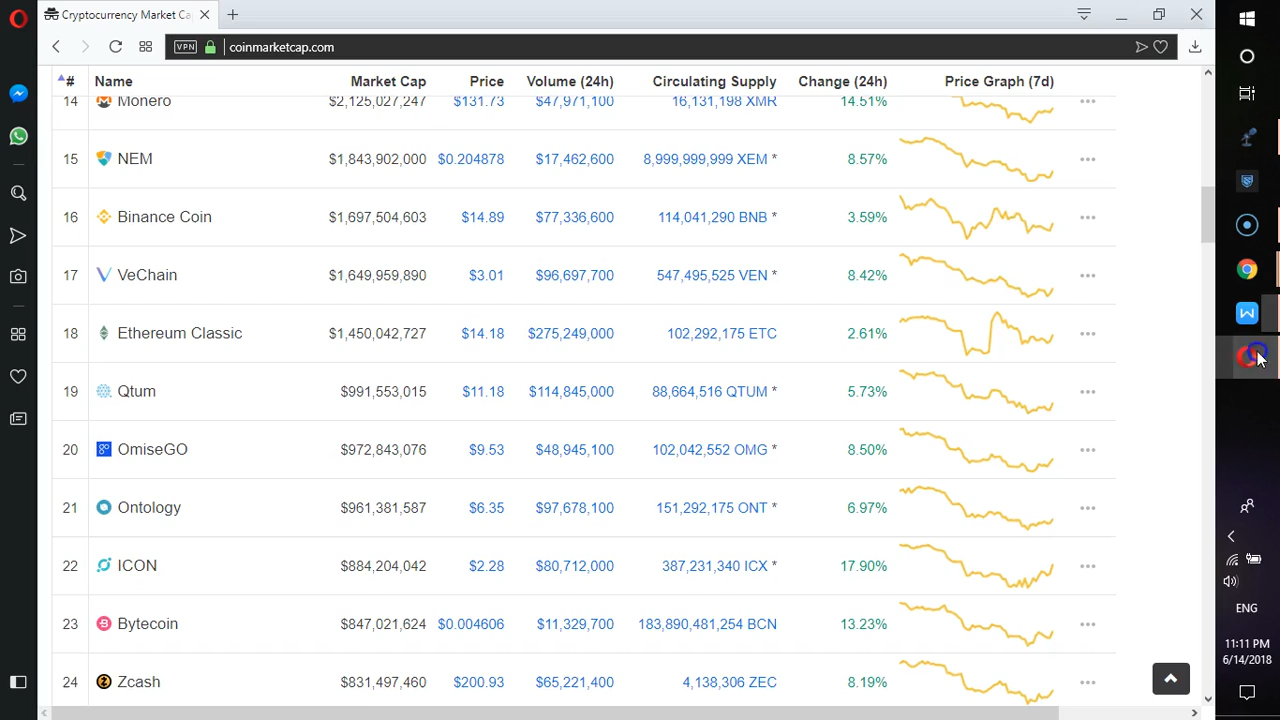 Cryptocurrency Market Ca
VPN coinmarketcap.com
# Name Market Cap Price Volume (24h) Circulating Supply Change (24h) Price Graph (7d)
14 Monero $2,125,027,247 $131.73 $47,971,100 16,131,198 XMR 14.51%
15 NEM $1,843,902,000 $0.204878 $17,462,600 8,999,999,999 XEM * 8.57%
16 Binance Coin $1,697,504,603 $14.89 $77,336,600 114,041,290 BNB * 3.59%
17 VeChain $1,649,959,890 $3.01 $96,697,700 547,495,525 VEN * 8.42%
18 Ethereum Classic $1,450,042,727 $14.18 $275,249,000 102,292,175 ETC 2.61%
19 Qtum $991,553,015 $11.18 $114,845,000 88,664,516 QTUM * 5.73%
20 OmiseGO $972,843,076 $9.53 $48,945,100 102,042,552 OMG * 8.50%
21 Ontology $961,381,587 $6.35 $97,678,100 151,292,175 ONT * 6.97%
22 ICON $884,204,042 $2.28 $80,712,000 387,231,340 ICX * 17.90%
23 Bytecoin $847,021,624 $0.004606 $11,329,700 183,890,481,254 BCN 13.23%
24 Zcash $831,497,460 $200.93 $65,221,400 4,138,306 ZEC 8.19%
ENG
11:11 PM
6/14/2018